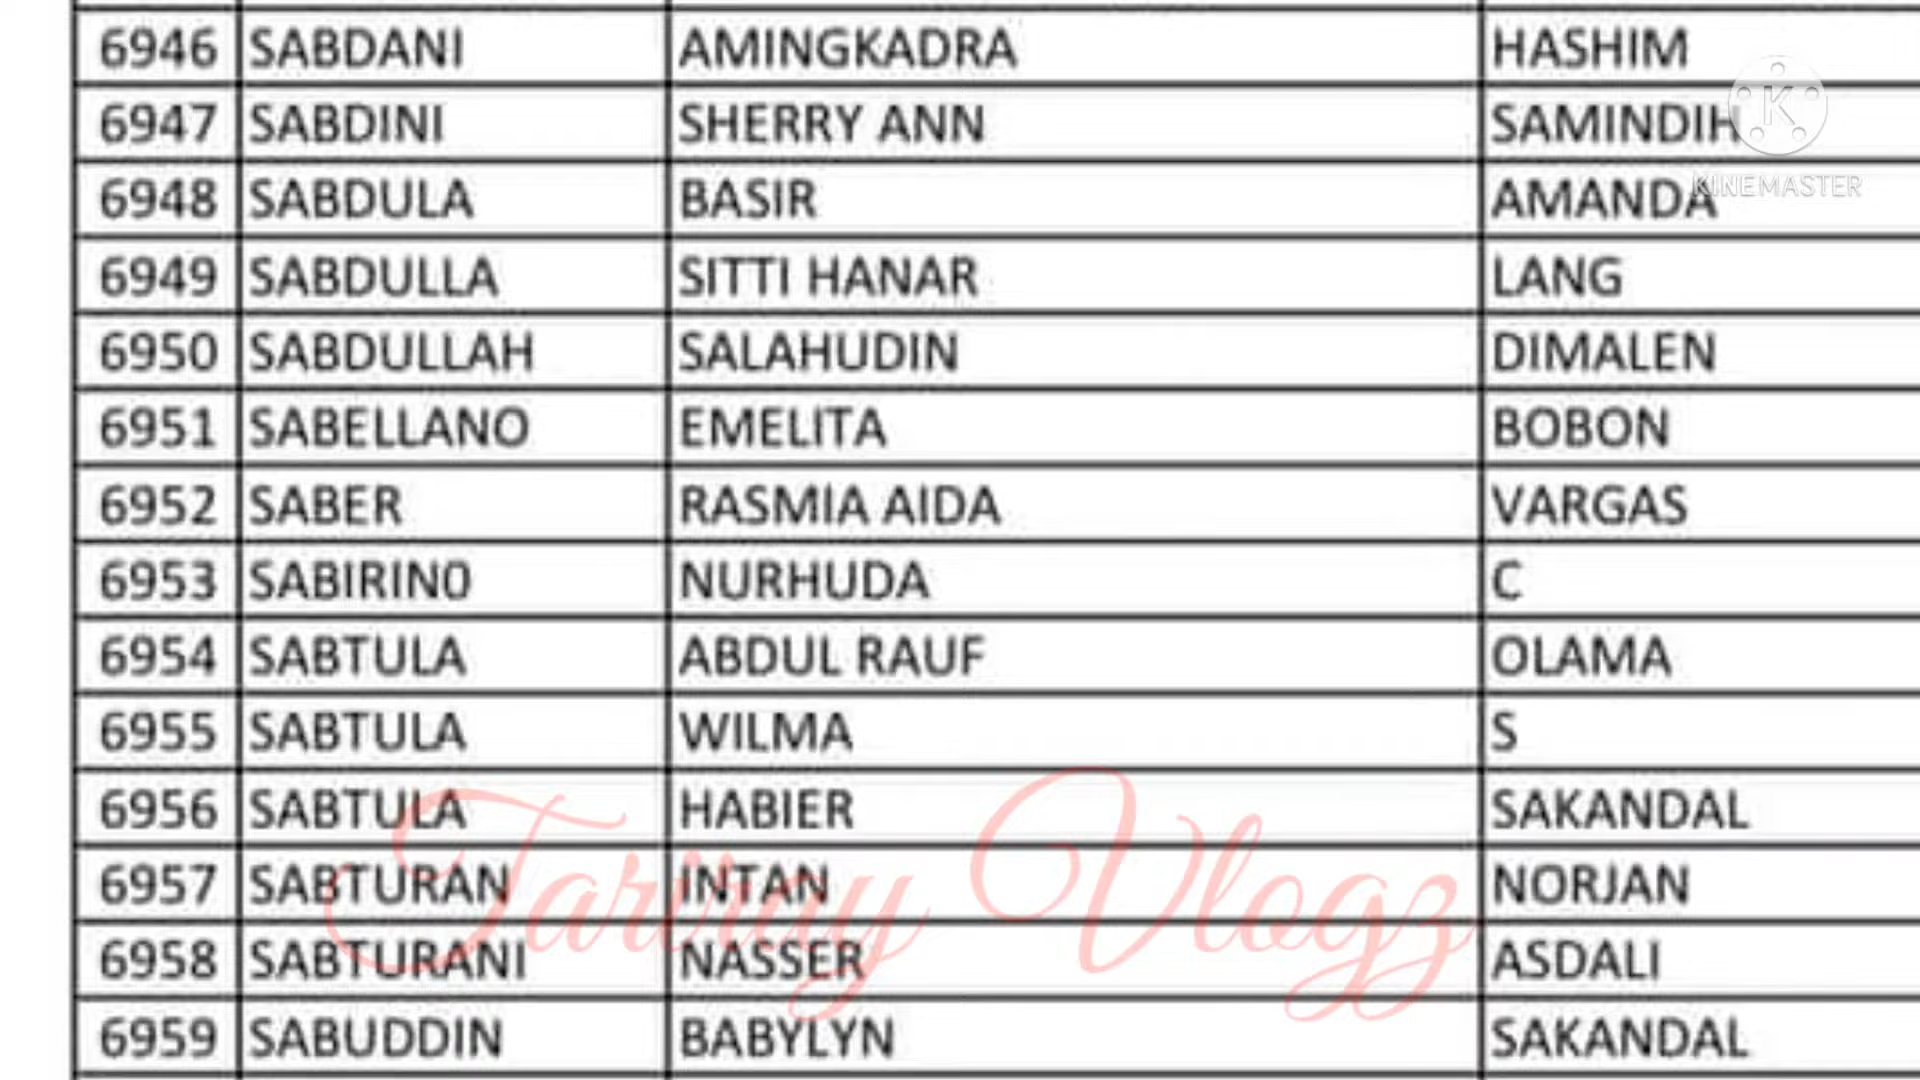 6946 SABDANI AMINGKADRA HASHIM
6947 SABDINI SHERRY ANN SAMINDIH
6948 SABDULA BASIR AMANDA
KINEMASTER
6949 SABDULLA SITTI HANAR LANG
6950 SABDULLAH SALAHUDIN DIMALEN
6951 SABELLANO EMELITA BOBON
6952 SABER RASMIA AIDA VARGAS
6953 SABIRIN0 NURHUDA C
6954 SABTULA ABDUL RAUF OLAMA
6955 SABTULA WILMA S
6956 SABTULA HABIER SAKANDAL
6957 SABTURAN INTAN NORJAN
Vlogz
6958 SABTURANI NASSER ASDALI
6959 SABUDDIN BABYLYN SAKANDAL